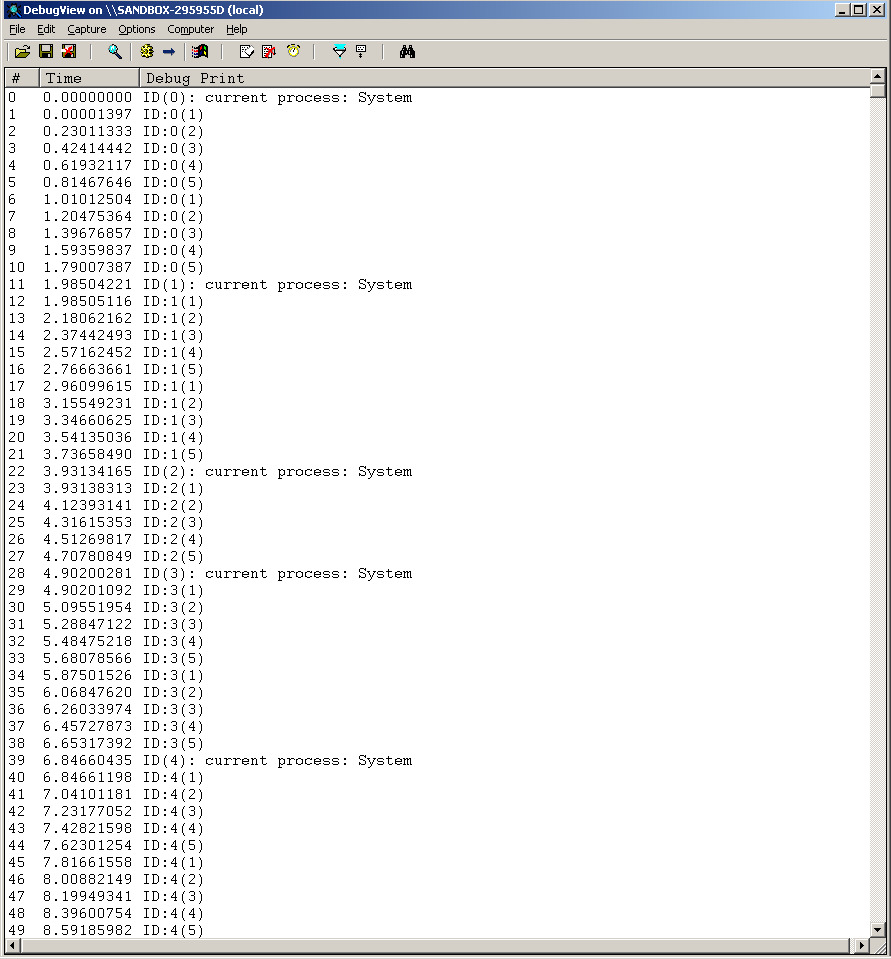 DebugView on \\SANDBOX-295955D (local)
File Edit Capture Options Computer Help
# Time Debug Print
0 0.00000000 ID(0): current process: System
1 0.00001397 ID:0(1)
2 0.23011333 ID:0(2)
3 0.42414442 ID:0(3)
4 0.61932117 ID:0(4)
5 0.81467646 ID:0(5)
6 1.01012504 ID:0(1)
7 1.20475364 ID:0(2)
8 1.39676857 ID:0(3)
9 1.59359837 ID:0(4)
10 1.79007387 ID:0(5)
11 1.98504221 ID(1): current process: System
12 1.98505116 ID:1(1)
13 2.18062162 ID:1(2)
14 2.37442493 ID:1(3)
15 2.57162452 ID:1(4)
16 2.76663661 ID:1(5)
17 2.96099615 ID:1(1)
18 3.15549231 ID:1(2)
19 3.34660625 ID:1(3)
20 3.54135036 ID:1(4)
21 3.73658490 ID:1(5)
22 3.93134165 ID(2): current process: System
23 3.93138313 ID:2(1)
24 4.12393141 ID:2(2)
25 4.31615353 ID:2(3)
26 4.51269817 ID:2(4)
27 4.70780849 ID:2(5)
28 4.90200281 ID(3): current process: System
29 4.90201092 ID:3(1)
30 5.09551954 ID:3(2)
31 5.28847122 ID:3(3)
32 5.48475218 ID:3(4)
33 5.68078566 ID:3(5)
34 5.87501526 ID:3(1)
35 6.06847620 ID:3(2)
36 6.26033974 ID:3(3)
37 6.45727873 ID:3(4)
38 6.65317392 ID:3(5)
39 6.84660435 ID(4): current process: System
40 6.84661198 ID:4(1)
41 7.04101181 ID:4(2)
42 7.23177052 ID:4(3)
43 7.42821598 ID:4(4)
44 7.62301254 ID:4(5)
45 7.81661558 ID:4(1)
46 8.00882149 ID:4(2)
47 8.19949341 ID:4(3)
48 8.39600754 ID:4(4)
49 8.59185982 ID:4(5)